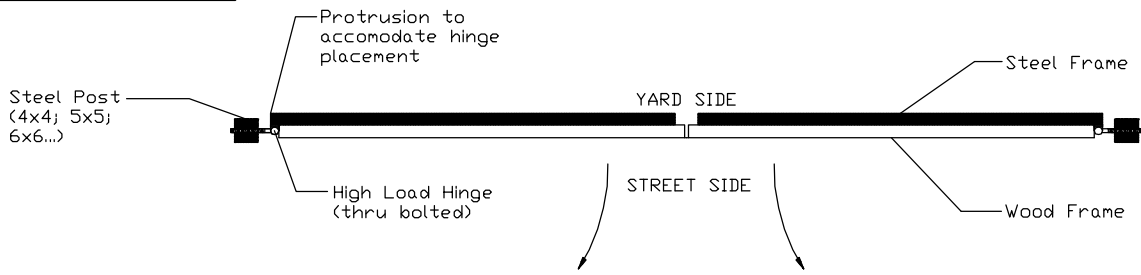 Protrusion to
accomodate hinge
placement
Steel Frame
Steel Post
(4x4; 5x5;
6x6...)
YARD SIDE
STREET SIDE
High Load Hinge
(thru bolted)
Wood Frame